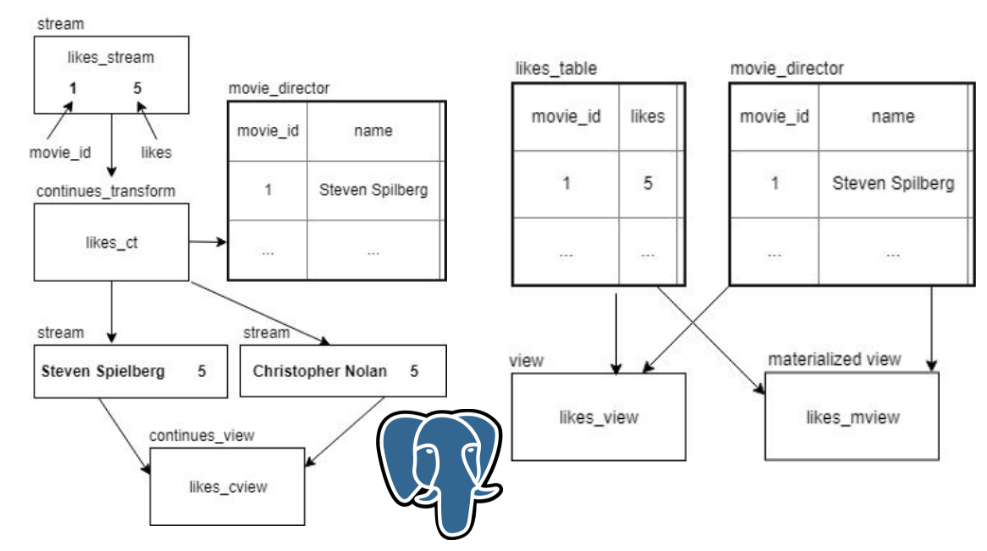 stream
likes_stream
1 5
movie_id likes
continues_transform
likes_ct
movie_director
movie_id name
1 Steven Spilberg
... ...
stream
Steven Spielberg 5
stream
Christopher Nolan 5
continues_view
likes_cview
likes_table
movie_id likes
1 5
... ...
movie_director
movie_id name
1 Steven Spilberg
... ...
view
likes_view
materialized view
likes_mview